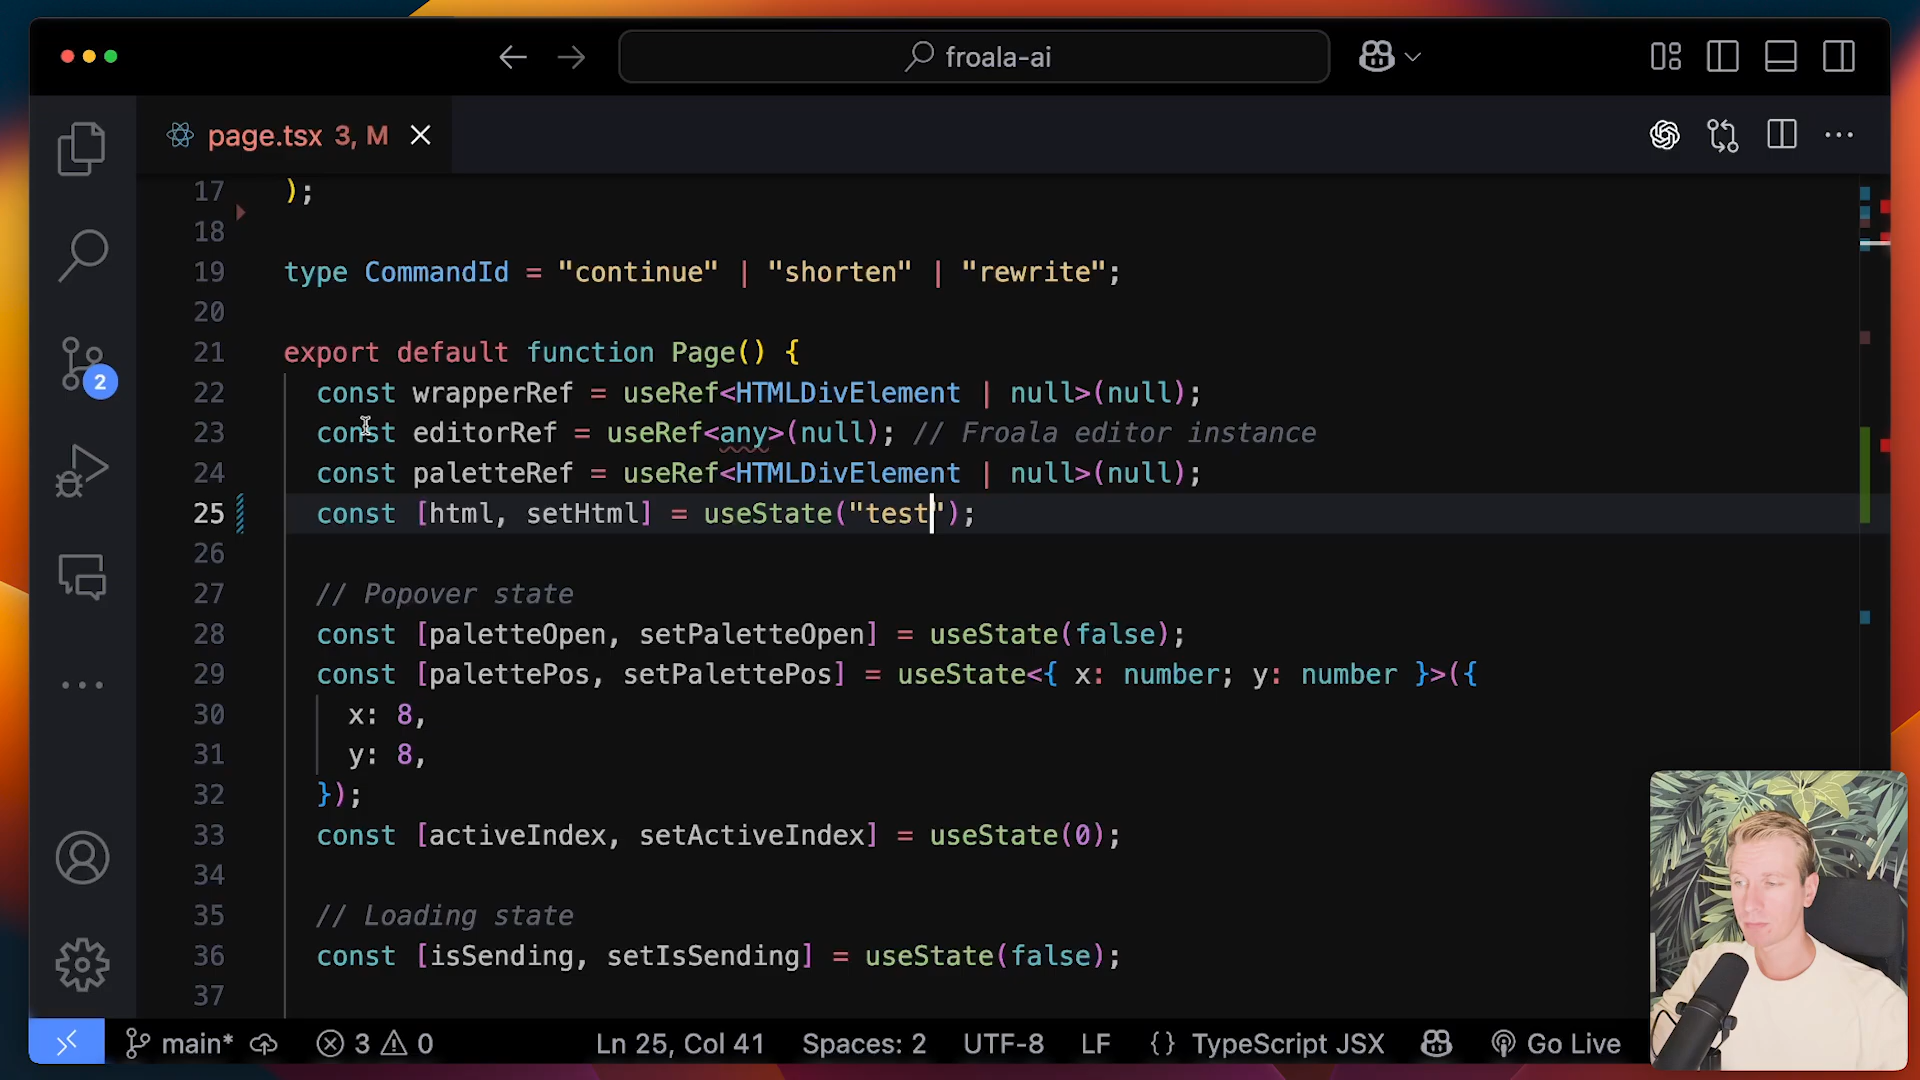 froala-ai
page.tsx 3, M
17 );
18
19 type CommandId = "continue" | "shorten" | "rewrite";
20
21 export default function Page() {
22 const wrapperRef = useRef<HTMLDivElement | null>(null);
23 const editorRef = useRef<any>(null); // Froala editor instance
24 const paletteRef = useRef<HTMLDivElement | null>(null);
25 const [html, setHtml] = useState("test");
26
27 // Popover state
28 const [paletteOpen, setPaletteOpen] = useState(false);
29 const [palettePos, setPalettePos] = useState<{ x: number; y: number }>({
30 x: 8,
31 y: 8,
32 });
33 const [activeIndex, setActiveIndex] = useState(0);
34
35 // Loading state
36 const [isSending, setIsSending] = useState(false);
37
2
main* 3 0 Ln 25, Col 41 Spaces: 2 UTF-8 LF {} TypeScript JSX Go Live